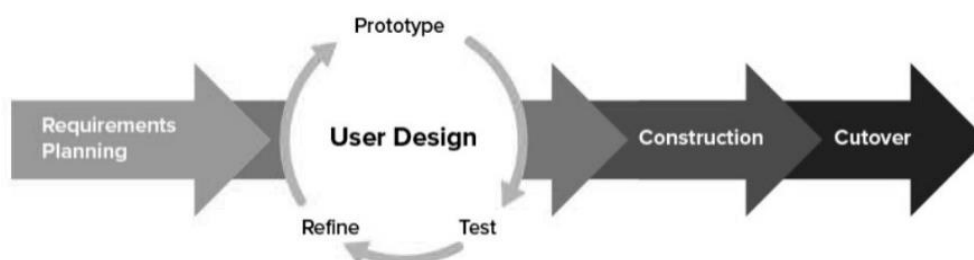 Prototype
Requirements
Planning
User Design
Construction
Cutover
Refine
Test